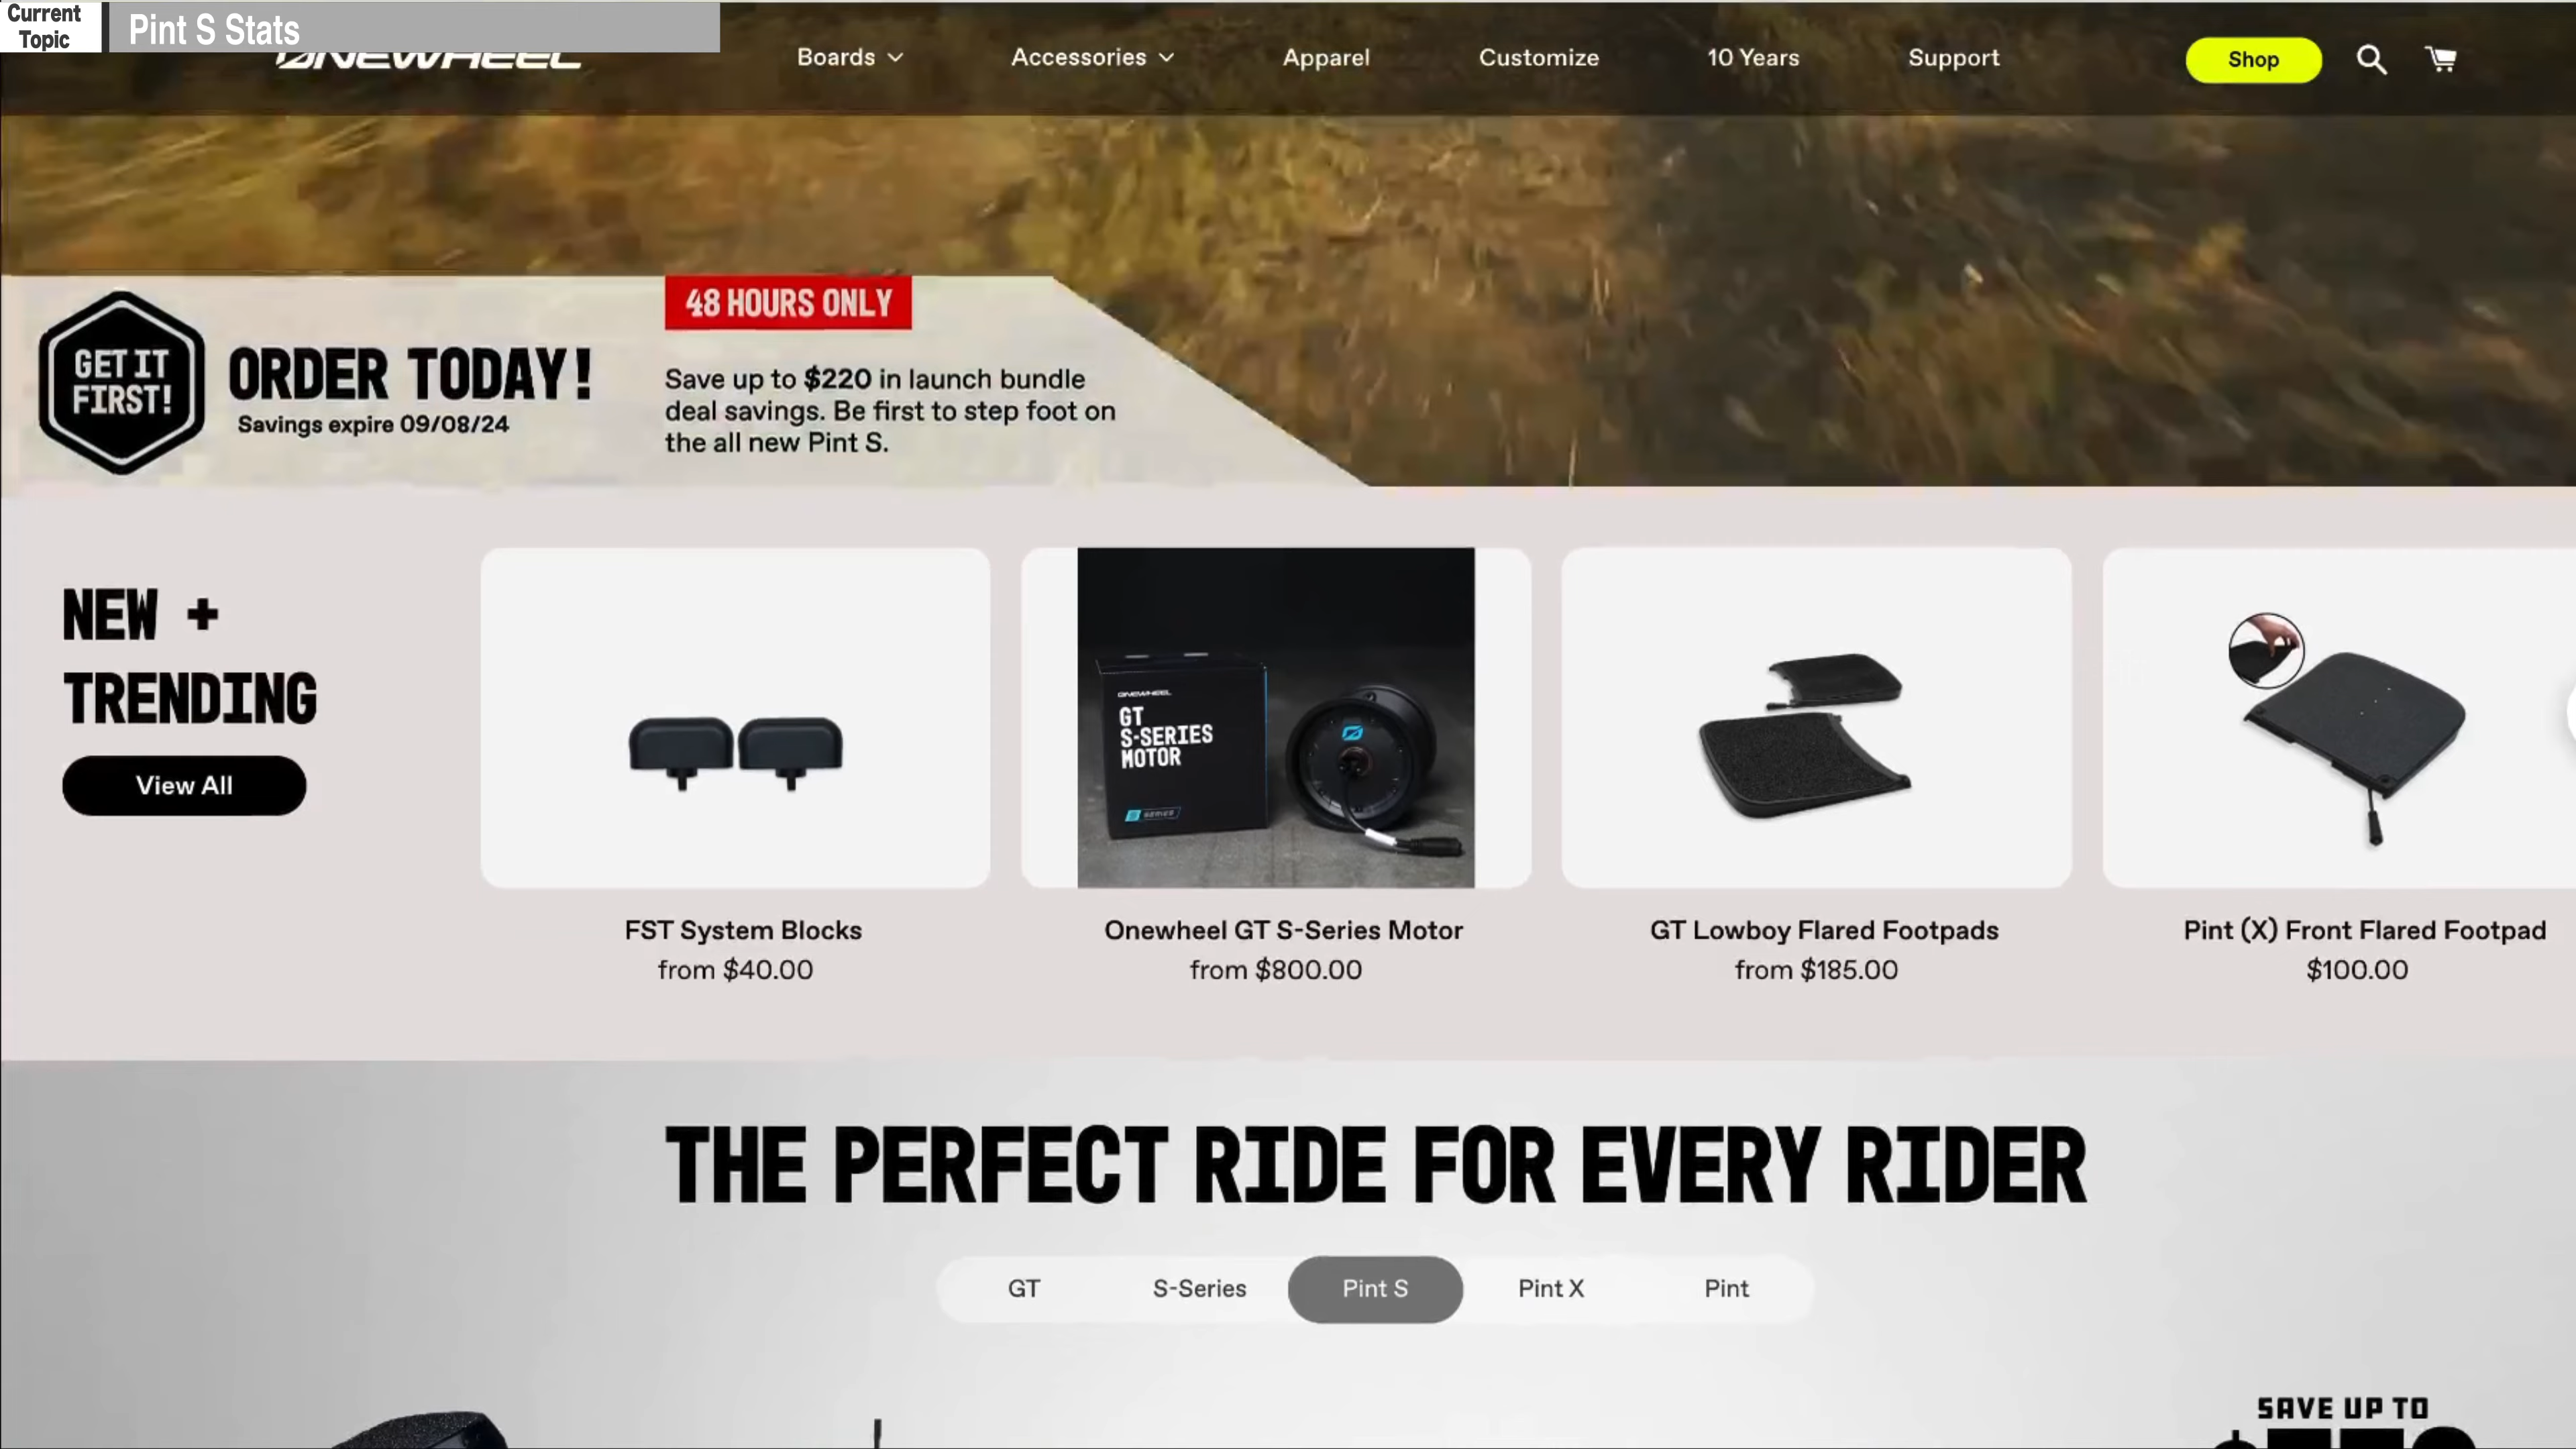 Current
Topic
Pint S Stats
ONEWHEEL
Boards
Accessories
Apparel
Customize
10 Years
Support
Shop
GET IT
FIRST!
ORDER TODAY!
Savings expire 09/08/24
48 HOURS ONLY
Save up to $220 in launch bundle
deal savings. Be first to step foot on
the all new Pint S.
NEW +
TRENDING
View All
ONEWHEEL
GT
S-SERIES
MOTOR
SERIES
FST System Blocks
from $40.00
Onewheel GT S-Series Motor
from $800.00
GT Lowboy Flared Footpads
from $185.00
Pint (X) Front Flared Footpad
$100.00
THE PERFECT RIDE FOR EVERY RIDER
GT
S-Series
Pint S
Pint X
Pint
SAVE UP TO